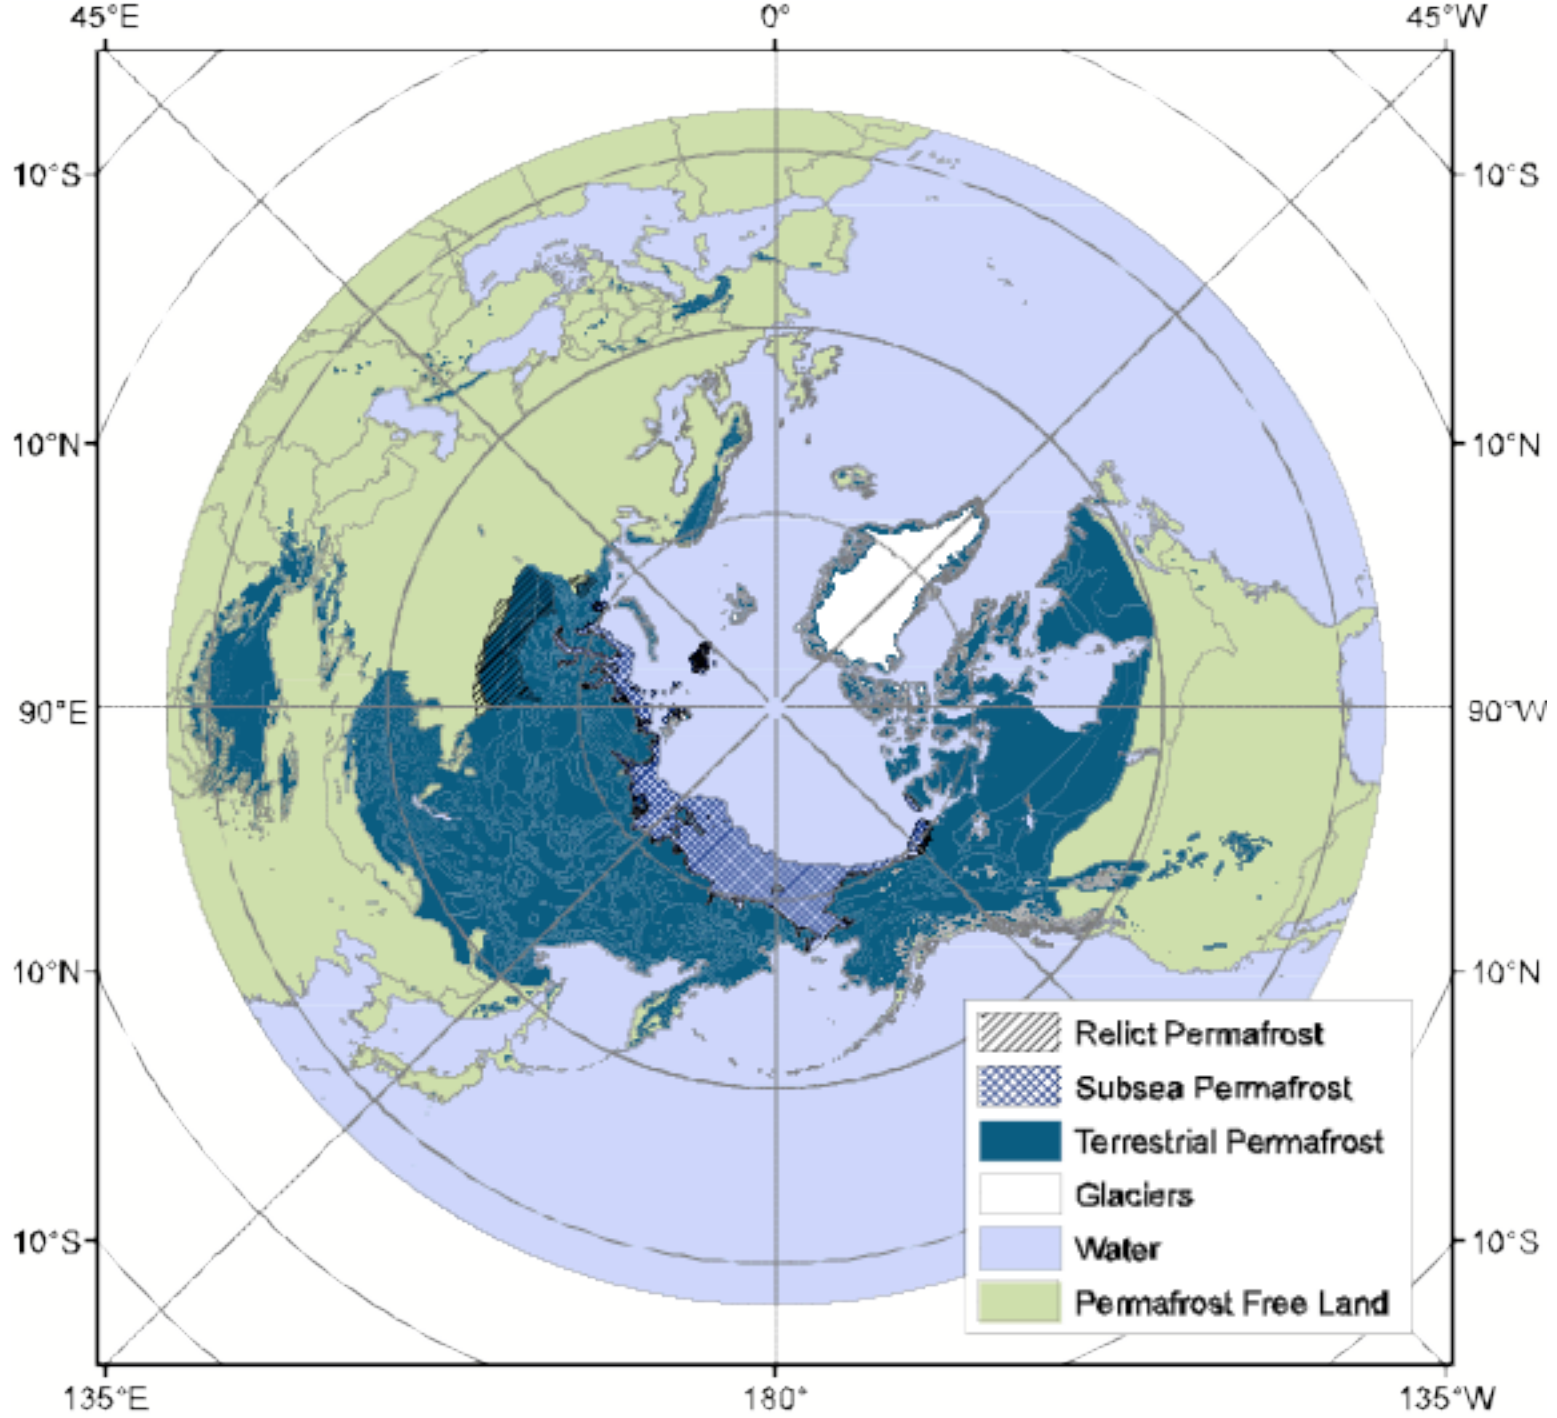 45°E 0° 45°W
10°S 10°S
10°N 10°N
90°E 90°W
10°N 10°N
Relict Permafrost
Subsea Permafrost
Terrestrial Permafrost
Glaciers
10°S 10°S
Water
Permafrost Free Land
135°E 180° 135°W